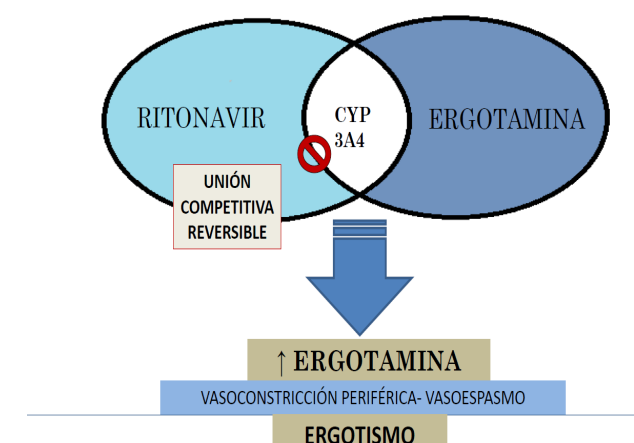 RITONAVIR
CYP
3A4
ERGOTAMINA
UNIÓN
COMPETITIVA
REVERSIBLE
↑ ERGOTAMINA
VASOCONSTRICCIÓN PERIFÉRICA- VASOESPASMO
ERGOTISMO